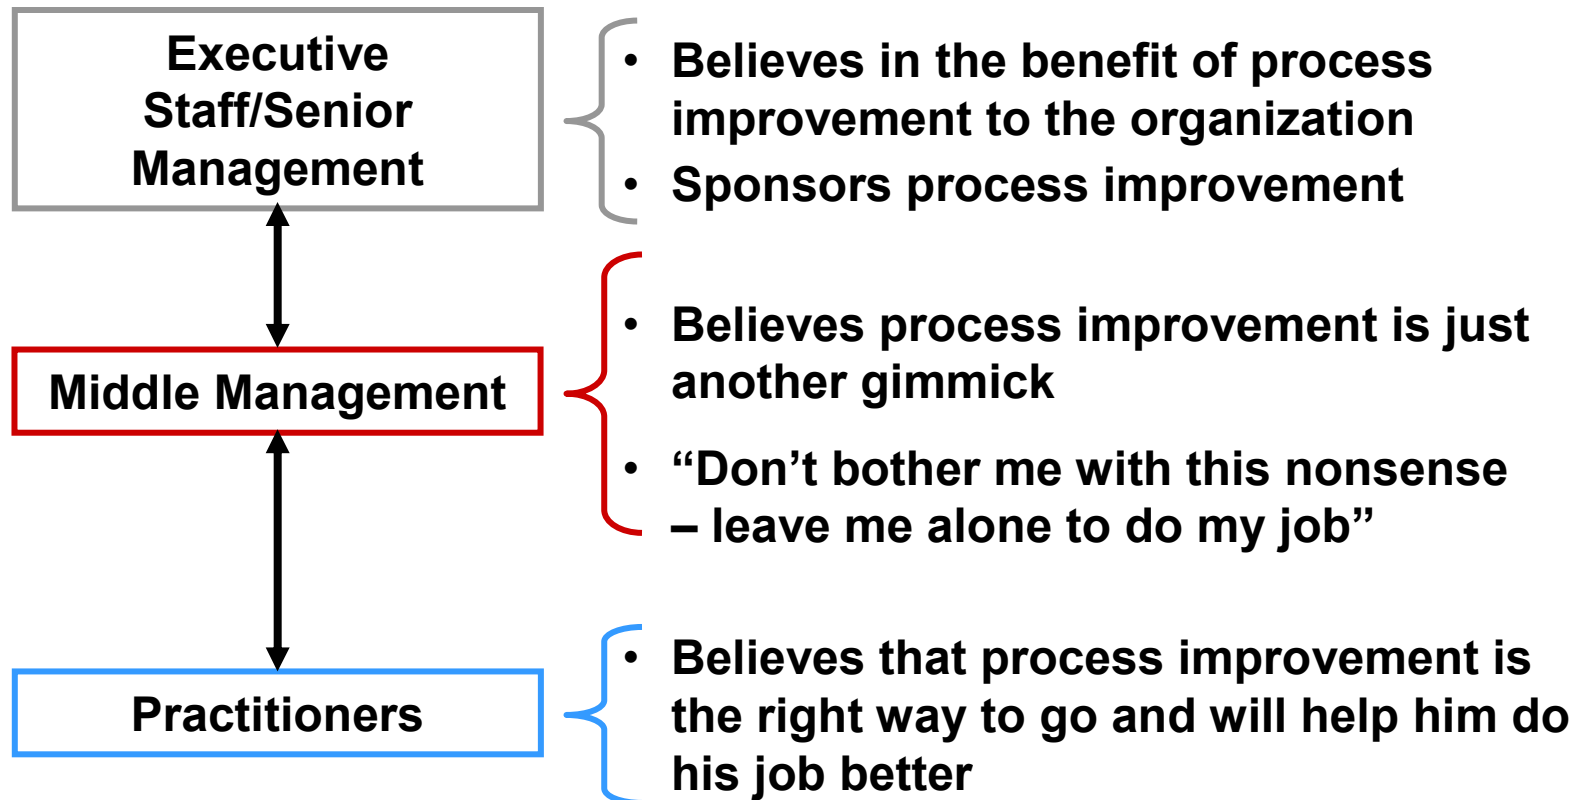 Executive
Staff/Senior
Management
• Believes in the benefit of process
improvement to the organization
• Sponsors process improvement
Middle Management
• Believes process improvement is just
another gimmick
• “Don’t bother me with this nonsense
– leave me alone to do my job”
Practitioners
• Believes that process improvement is
the right way to go and will help him do
his job better